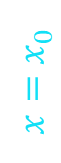 x = x₀